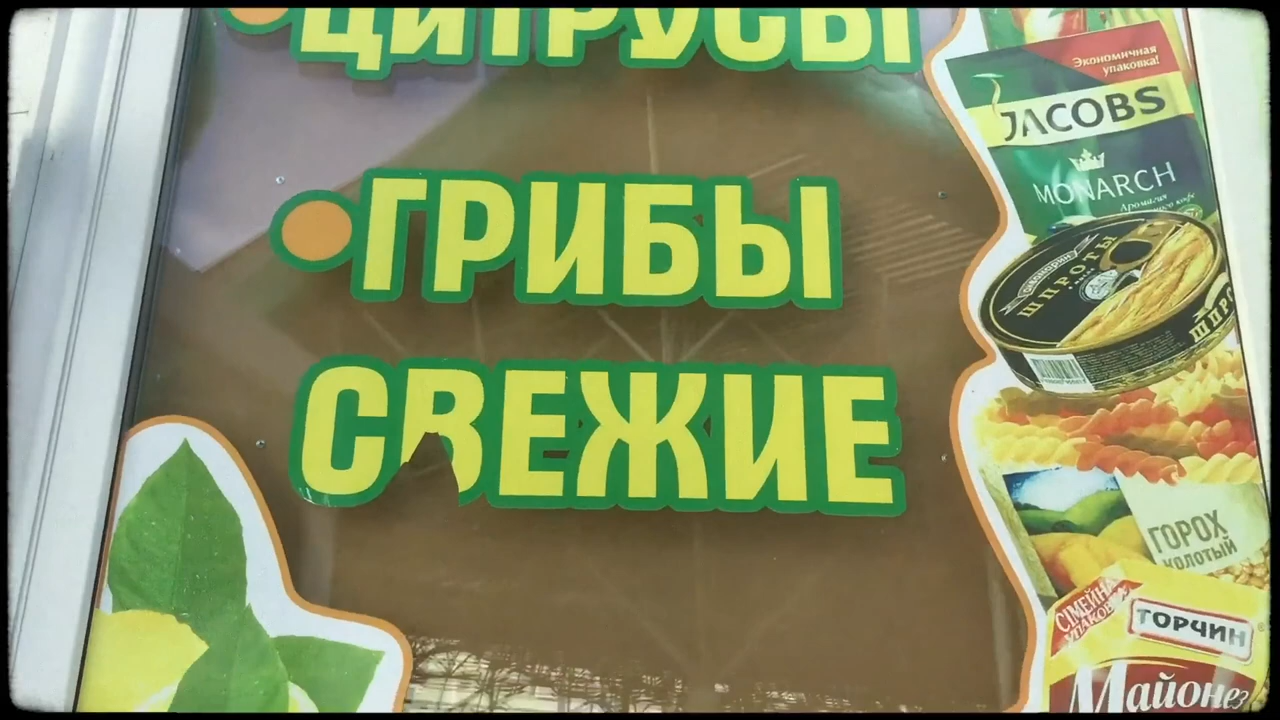 ЦИТРУСЫ
ГРИБЫ
СВЕЖИЕ
Экономичная
упаковка!
JACOBS
MONARCH
ШПРОТЫ
ГОРОХ
КОЛОТЫЙ
СІМЕЙНА
УПАКОВКА
ТОРЧИН
Майонез